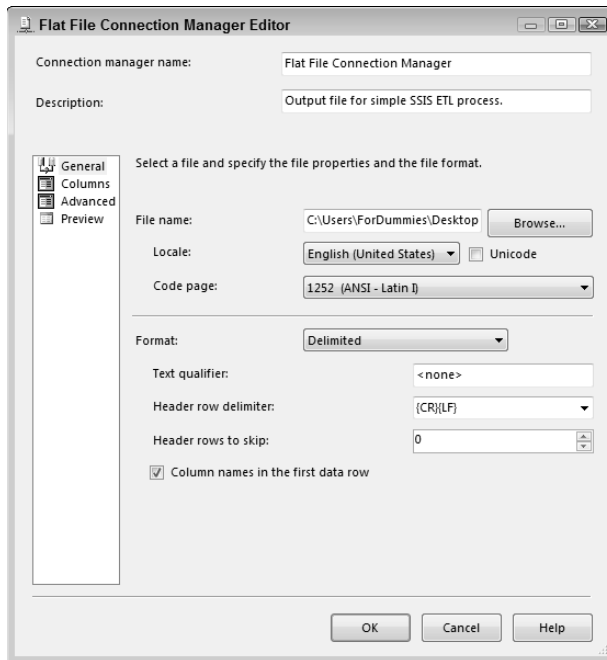 Flat File Connection Manager Editor
Connection manager name: Flat File Connection Manager
Description: Output file for simple SSIS ETL process.
General
Columns
Advanced
Preview
Select a file and specify the file properties and the file format.
File name: C:\Users\ForDummies\Desktop Browse...
Locale: English (United States) Unicode
Code page: 1252 (ANSI - Latin I)
Format: Delimited
Text qualifier: <none>
Header row delimiter: {CR}{LF}
Header rows to skip: 0
Column names in the first data row
OK Cancel Help